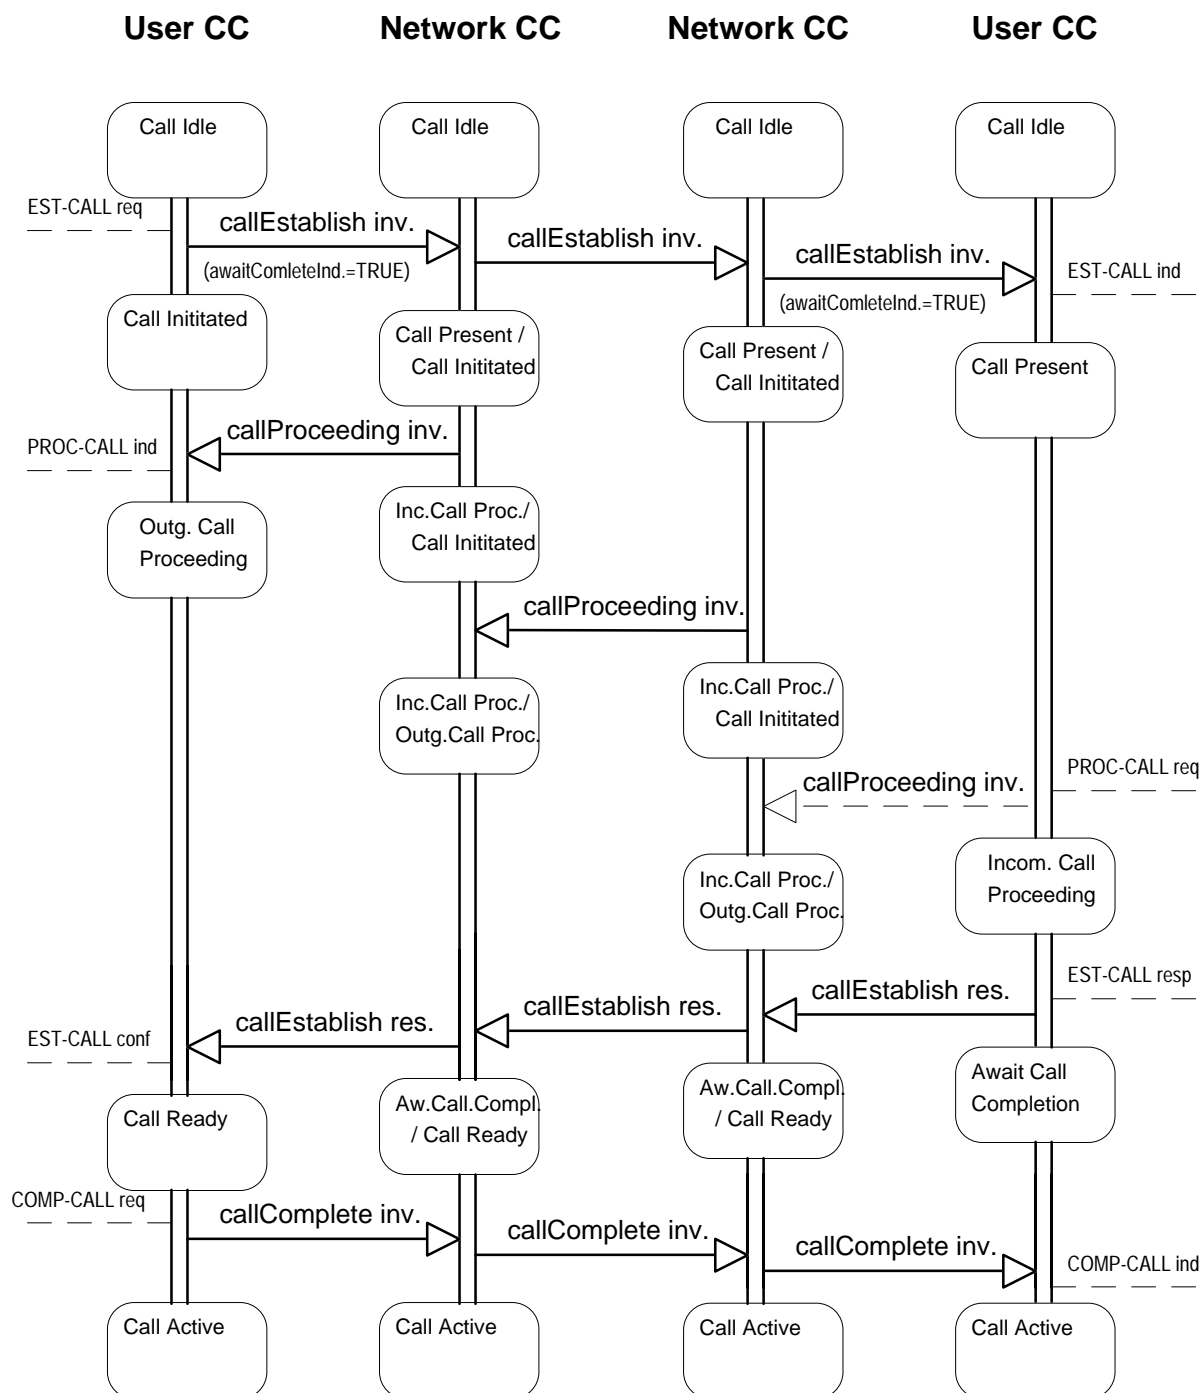 User CC
Network CC
Network CC
User CC
Call Idle
Call Idle
Call Idle
Call Idle
EST-CALL req
callEstablish inv.
(awaitComleteInd.=TRUE)
callEstablish inv.
callEstablish inv.
(awaitComleteInd.=TRUE)
EST-CALL ind
Call Inititated
Call Present /
Call Inititated
Call Present /
Call Inititated
Call Present
PROC-CALL ind
callProceeding inv.
Outg. Call
Proceeding
Inc.Call Proc./
Call Inititated
callProceeding inv.
Inc.Call Proc./
Outg.Call Proc.
Inc.Call Proc./
Call Inititated
PROC-CALL req
callProceeding inv.
Inc.Call Proc./
Outg.Call Proc.
Incom. Call
Proceeding
EST-CALL resp
callEstablish res.
callEstablish res.
callEstablish res.
EST-CALL conf
Call Ready
Aw.Call.Compl.
/ Call Ready
Aw.Call.Compl.
/ Call Ready
Await Call
Completion
COMP-CALL req
callComplete inv.
callComplete inv.
callComplete inv.
COMP-CALL ind
Call Active
Call Active
Call Active
Call Active